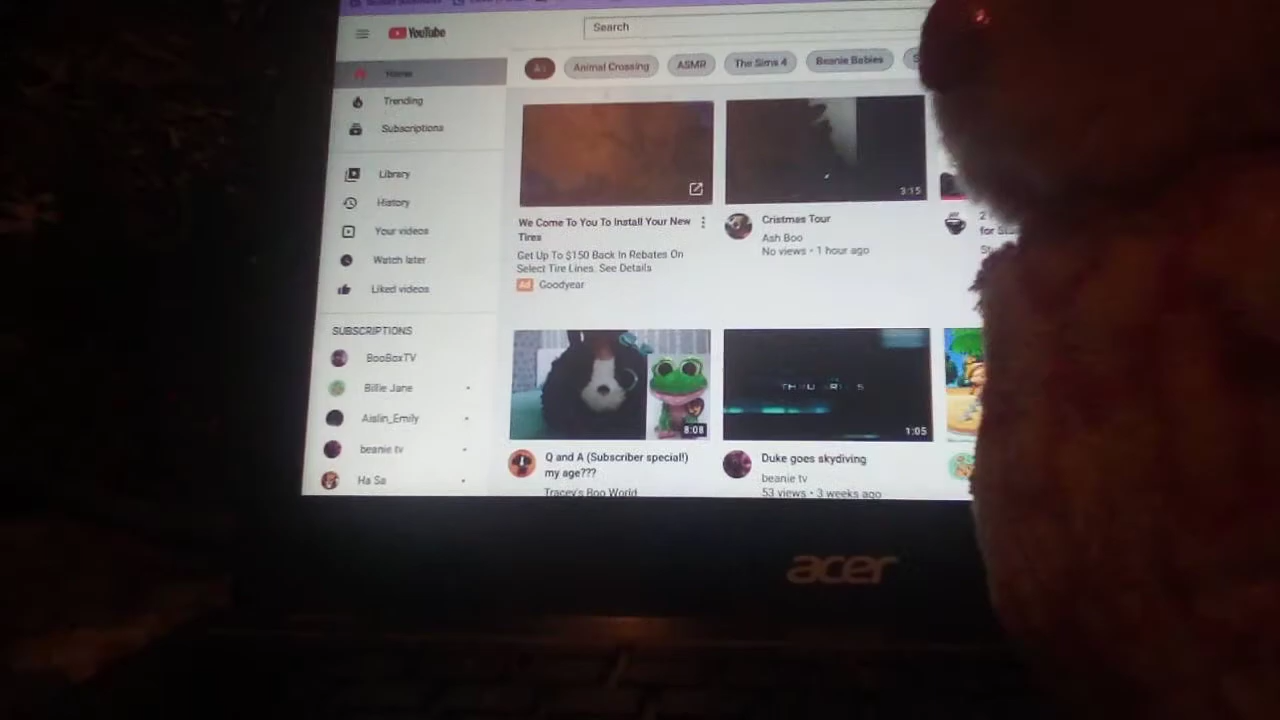 YouTube
Search
Home
Animal Crossing
ASMR
The Sims 4
Beanie Babies
Trending
Subscriptions
Library
History
Your videos
Watch later
Liked videos
We Come To You To Install Your New
Tires
Get Up To $150 Back In Rebates On
Select Tire Lines. See Details
Ad Goodyear
3:15
Cristmas Tour
Ash Boo
No views • 1 hour ago
SUBSCRIPTIONS
BooBoxTV
Billie Jane
Aislin_Emily
beanie tv
Ha Sa
8:08
Q and A (Subscriber special!)
my age???
Tracey's Boo World
1:05
Duke goes skydiving
beanie tv
53 views • 3 weeks ago
acer